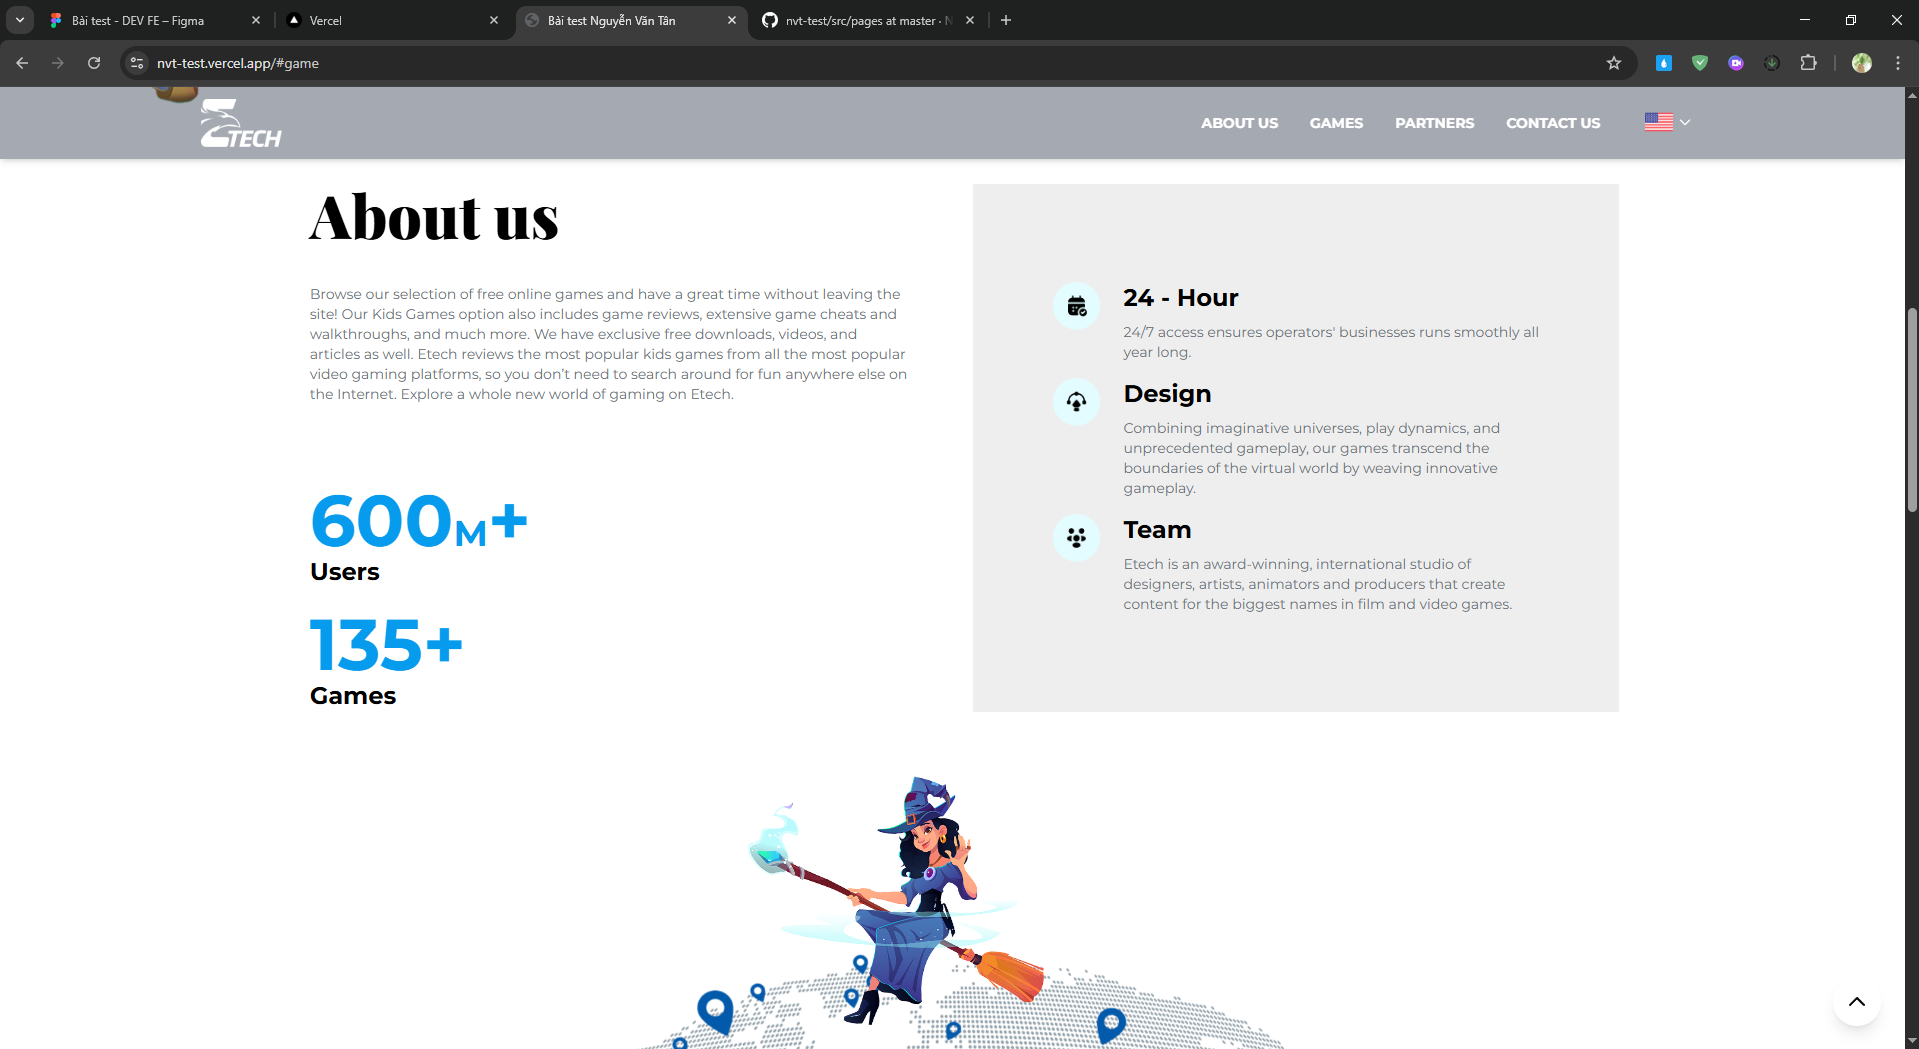 Bài test - DEV FE – Figma
Vercel
Bài test Nguyễn Văn Tân
nvt-test/src/pages at master · N
nvt-test.vercel.app/#game
ETECH
ABOUT US
GAMES
PARTNERS
CONTACT US
About us
Browse our selection of free online games and have a great time without leaving the
site! Our Kids Games option also includes game reviews, extensive game cheats and
walkthroughs, and much more. We have exclusive free downloads, videos, and
articles as well. Etech reviews the most popular kids games from all the most popular
video gaming platforms, so you don’t need to search around for fun anywhere else on
the Internet. Explore a whole new world of gaming on Etech.
600M+
Users
135+
Games
24 - Hour
24/7 access ensures operators' businesses runs smoothly all
year long.
Design
Combining imaginative universes, play dynamics, and
unprecedented gameplay, our games transcend the
boundaries of the virtual world by weaving innovative
gameplay.
Team
Etech is an award-winning, international studio of
designers, artists, animators and producers that create
content for the biggest names in film and video games.